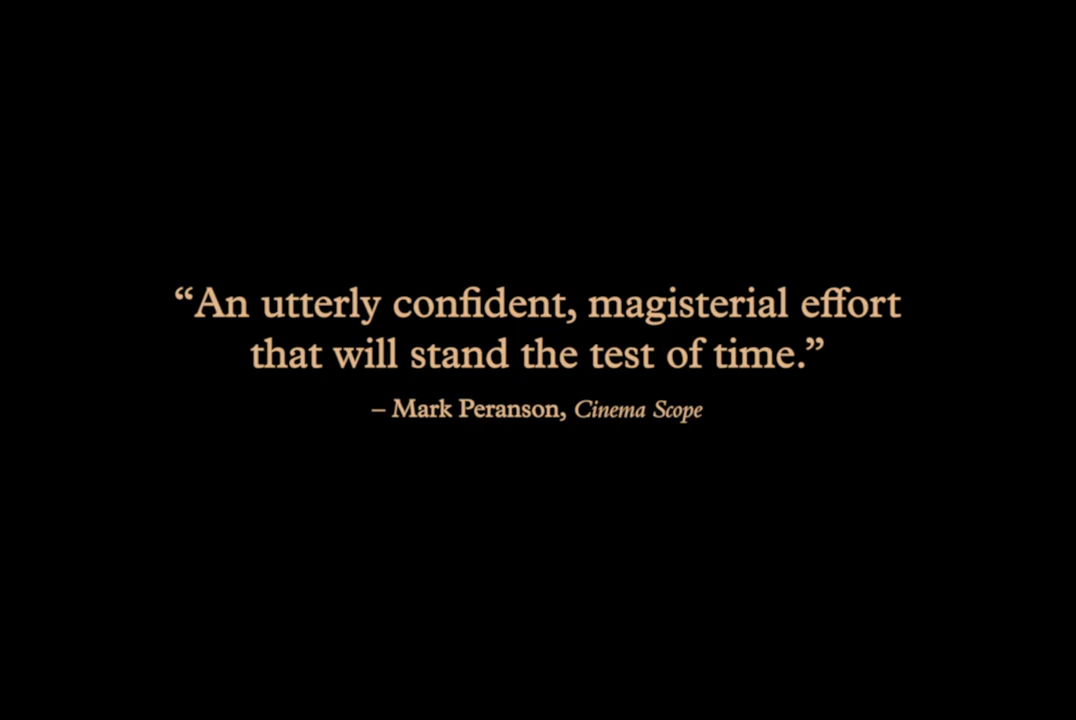 “An utterly confident, magisterial effort
that will stand the test of time.”
– Mark Peranson, Cinema Scope